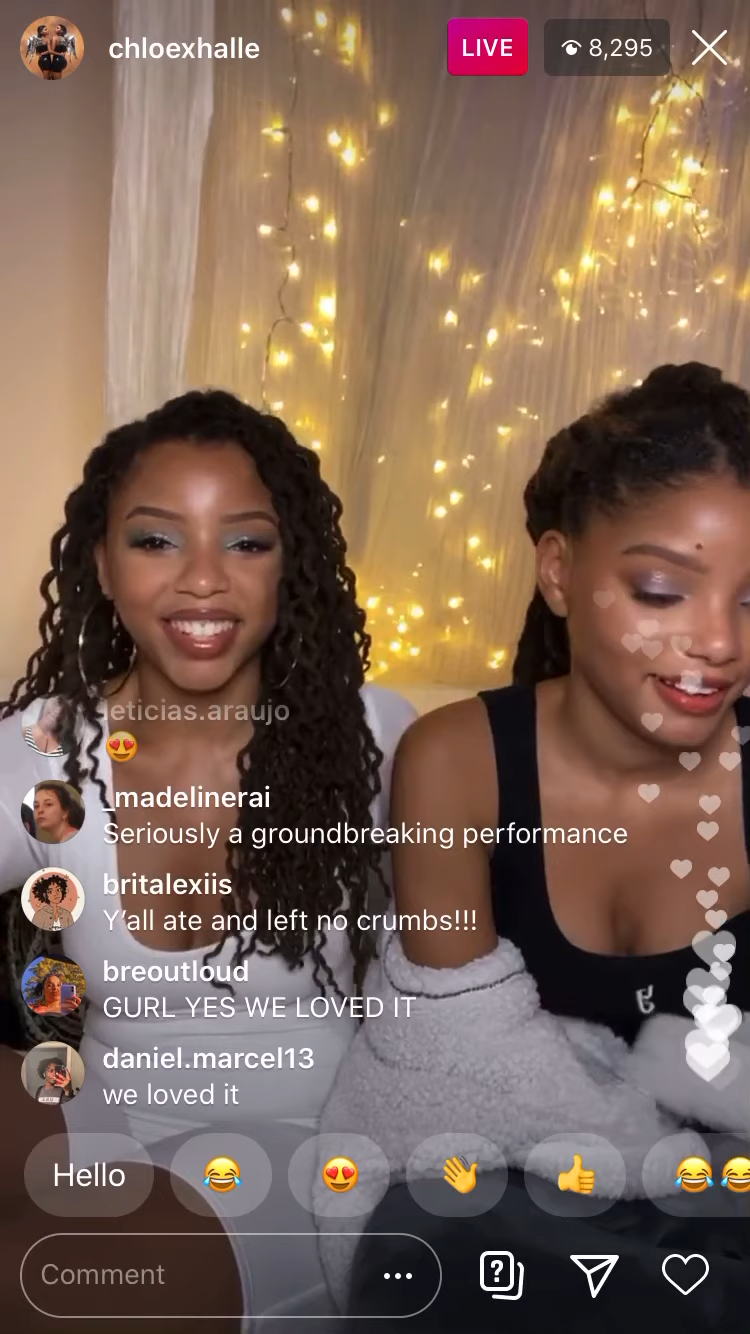 chloexhalle
LIVE
8,295
leticias.araujo
😍
_madelinerai
Seriously a groundbreaking performance
britalexiis
Y’all ate and left no crumbs!!!
breoutloud
GURL YES WE LOVED IT
daniel.marcel13
we loved it
Hello 😂 😍 👋 👍 😂😂
Comment
?